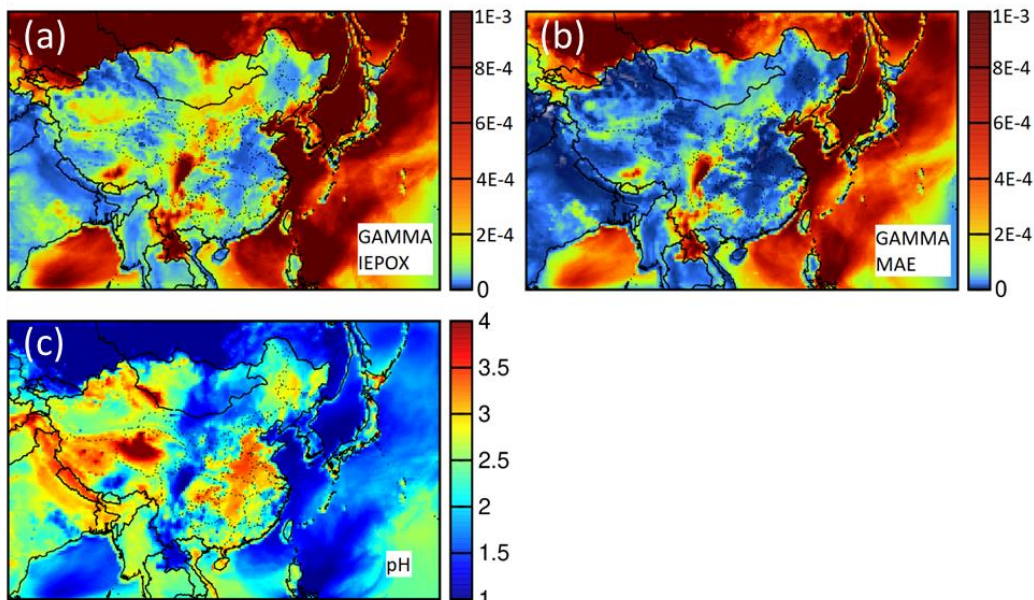 (a)
1E-3
8E-4
6E-4
4E-4
2E-4
0
GAMMA
IEPOX
(b)
1E-3
8E-4
6E-4
4E-4
2E-4
0
GAMMA
MAE
(c)
4
3.5
3
2.5
2
1.5
1
pH